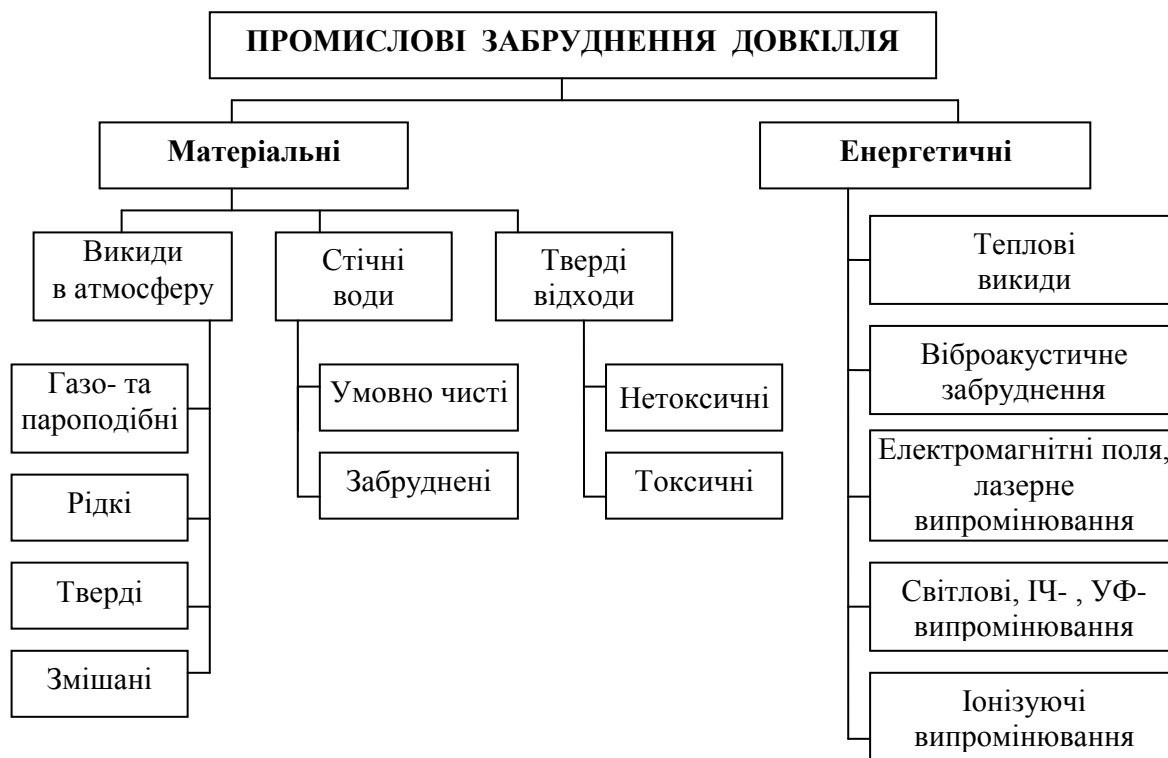 ПРОМИСЛОВІ ЗАБРУДНЕННЯ ДОВКІЛЛЯ
Матеріальні
Енергетичні
Викиди
в атмосферу
Стічні
води
Тверді
відходи
Газо- та
пароподібні
Рідкі
Тверді
Змішані
Умовно чисті
Забруднені
Нетоксичні
Токсичні
Теплові
викиди
Віброакустичне
забруднення
Електромагнітні поля,
лазерне
випромінювання
Світлові, ІЧ- , УФ-
випромінювання
Іонізуючі
випромінювання